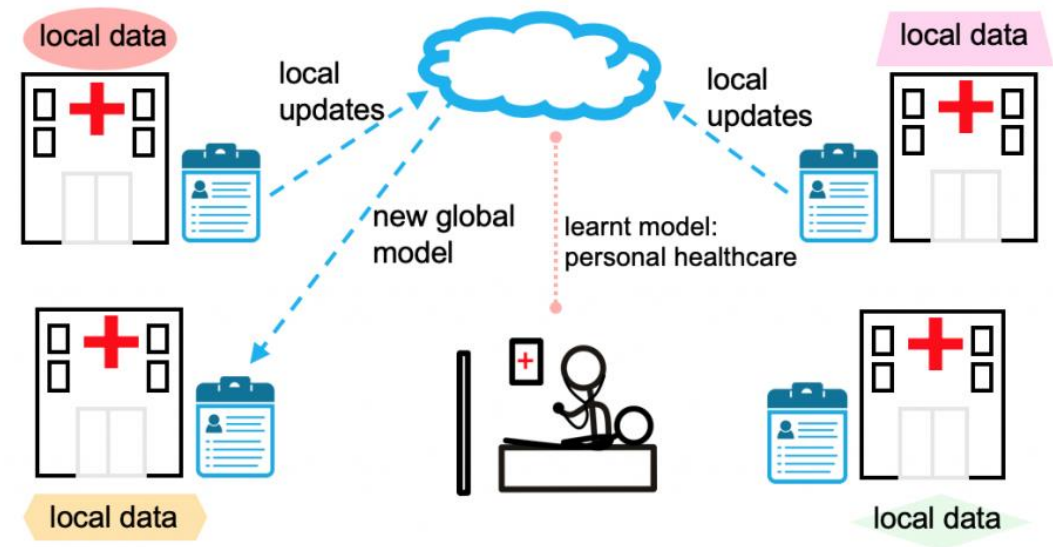 local data
local data
local
updates
local
updates
new global
model
learnt model:
personal healthcare
local data
local data